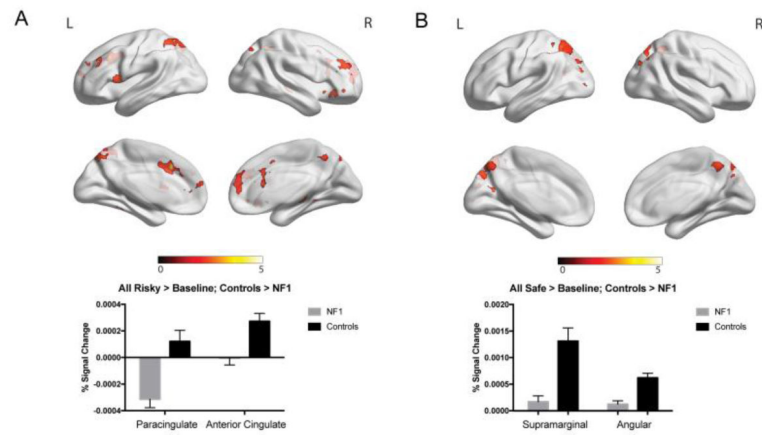 A
L
R
0
5
All Risky > Baseline; Controls > NF1
% Signal Change
0.0004
0.0002
0.0000
-0.0002
-0.0004
NF1
Controls
Paracingulate
Anterior Cingulate
B
L
R
0
5
All Safe > Baseline; Controls > NF1
% Signal Change
0.0020
0.0015
0.0010
0.0005
0.0000
NF1
Controls
Supramarginal
Angular